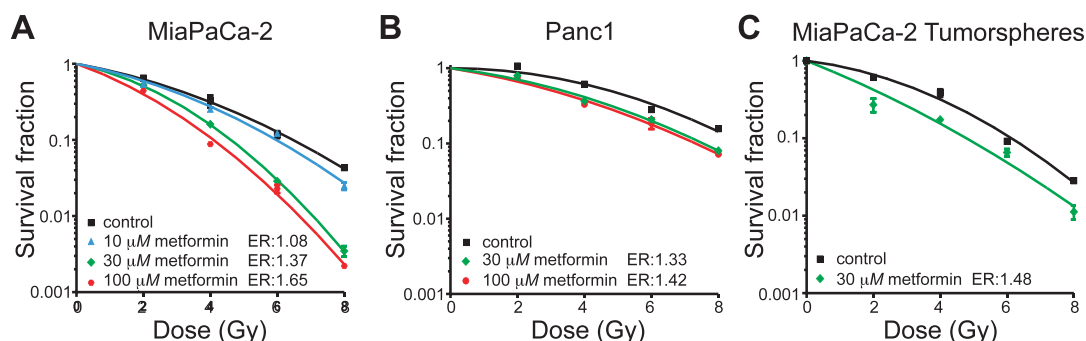 A MiaPaCa-2
Survival fraction
1
0.1
0.01
0.001
control
10 μM metformin ER:1.08
30 μM metformin ER:1.37
100 μM metformin ER:1.65
0 2 4 6 8
Dose (Gy)
B Panc1
Survival fraction
1
0.1
0.01
0.001
control
30 μM metformin ER:1.33
100 μM metformin ER:1.42
0 2 4 6 8
Dose (Gy)
C MiaPaCa-2 Tumorspheres
Survival fraction
1
0.1
0.01
0.001
control
30 μM metformin ER:1.48
0 2 4 6 8
Dose (Gy)